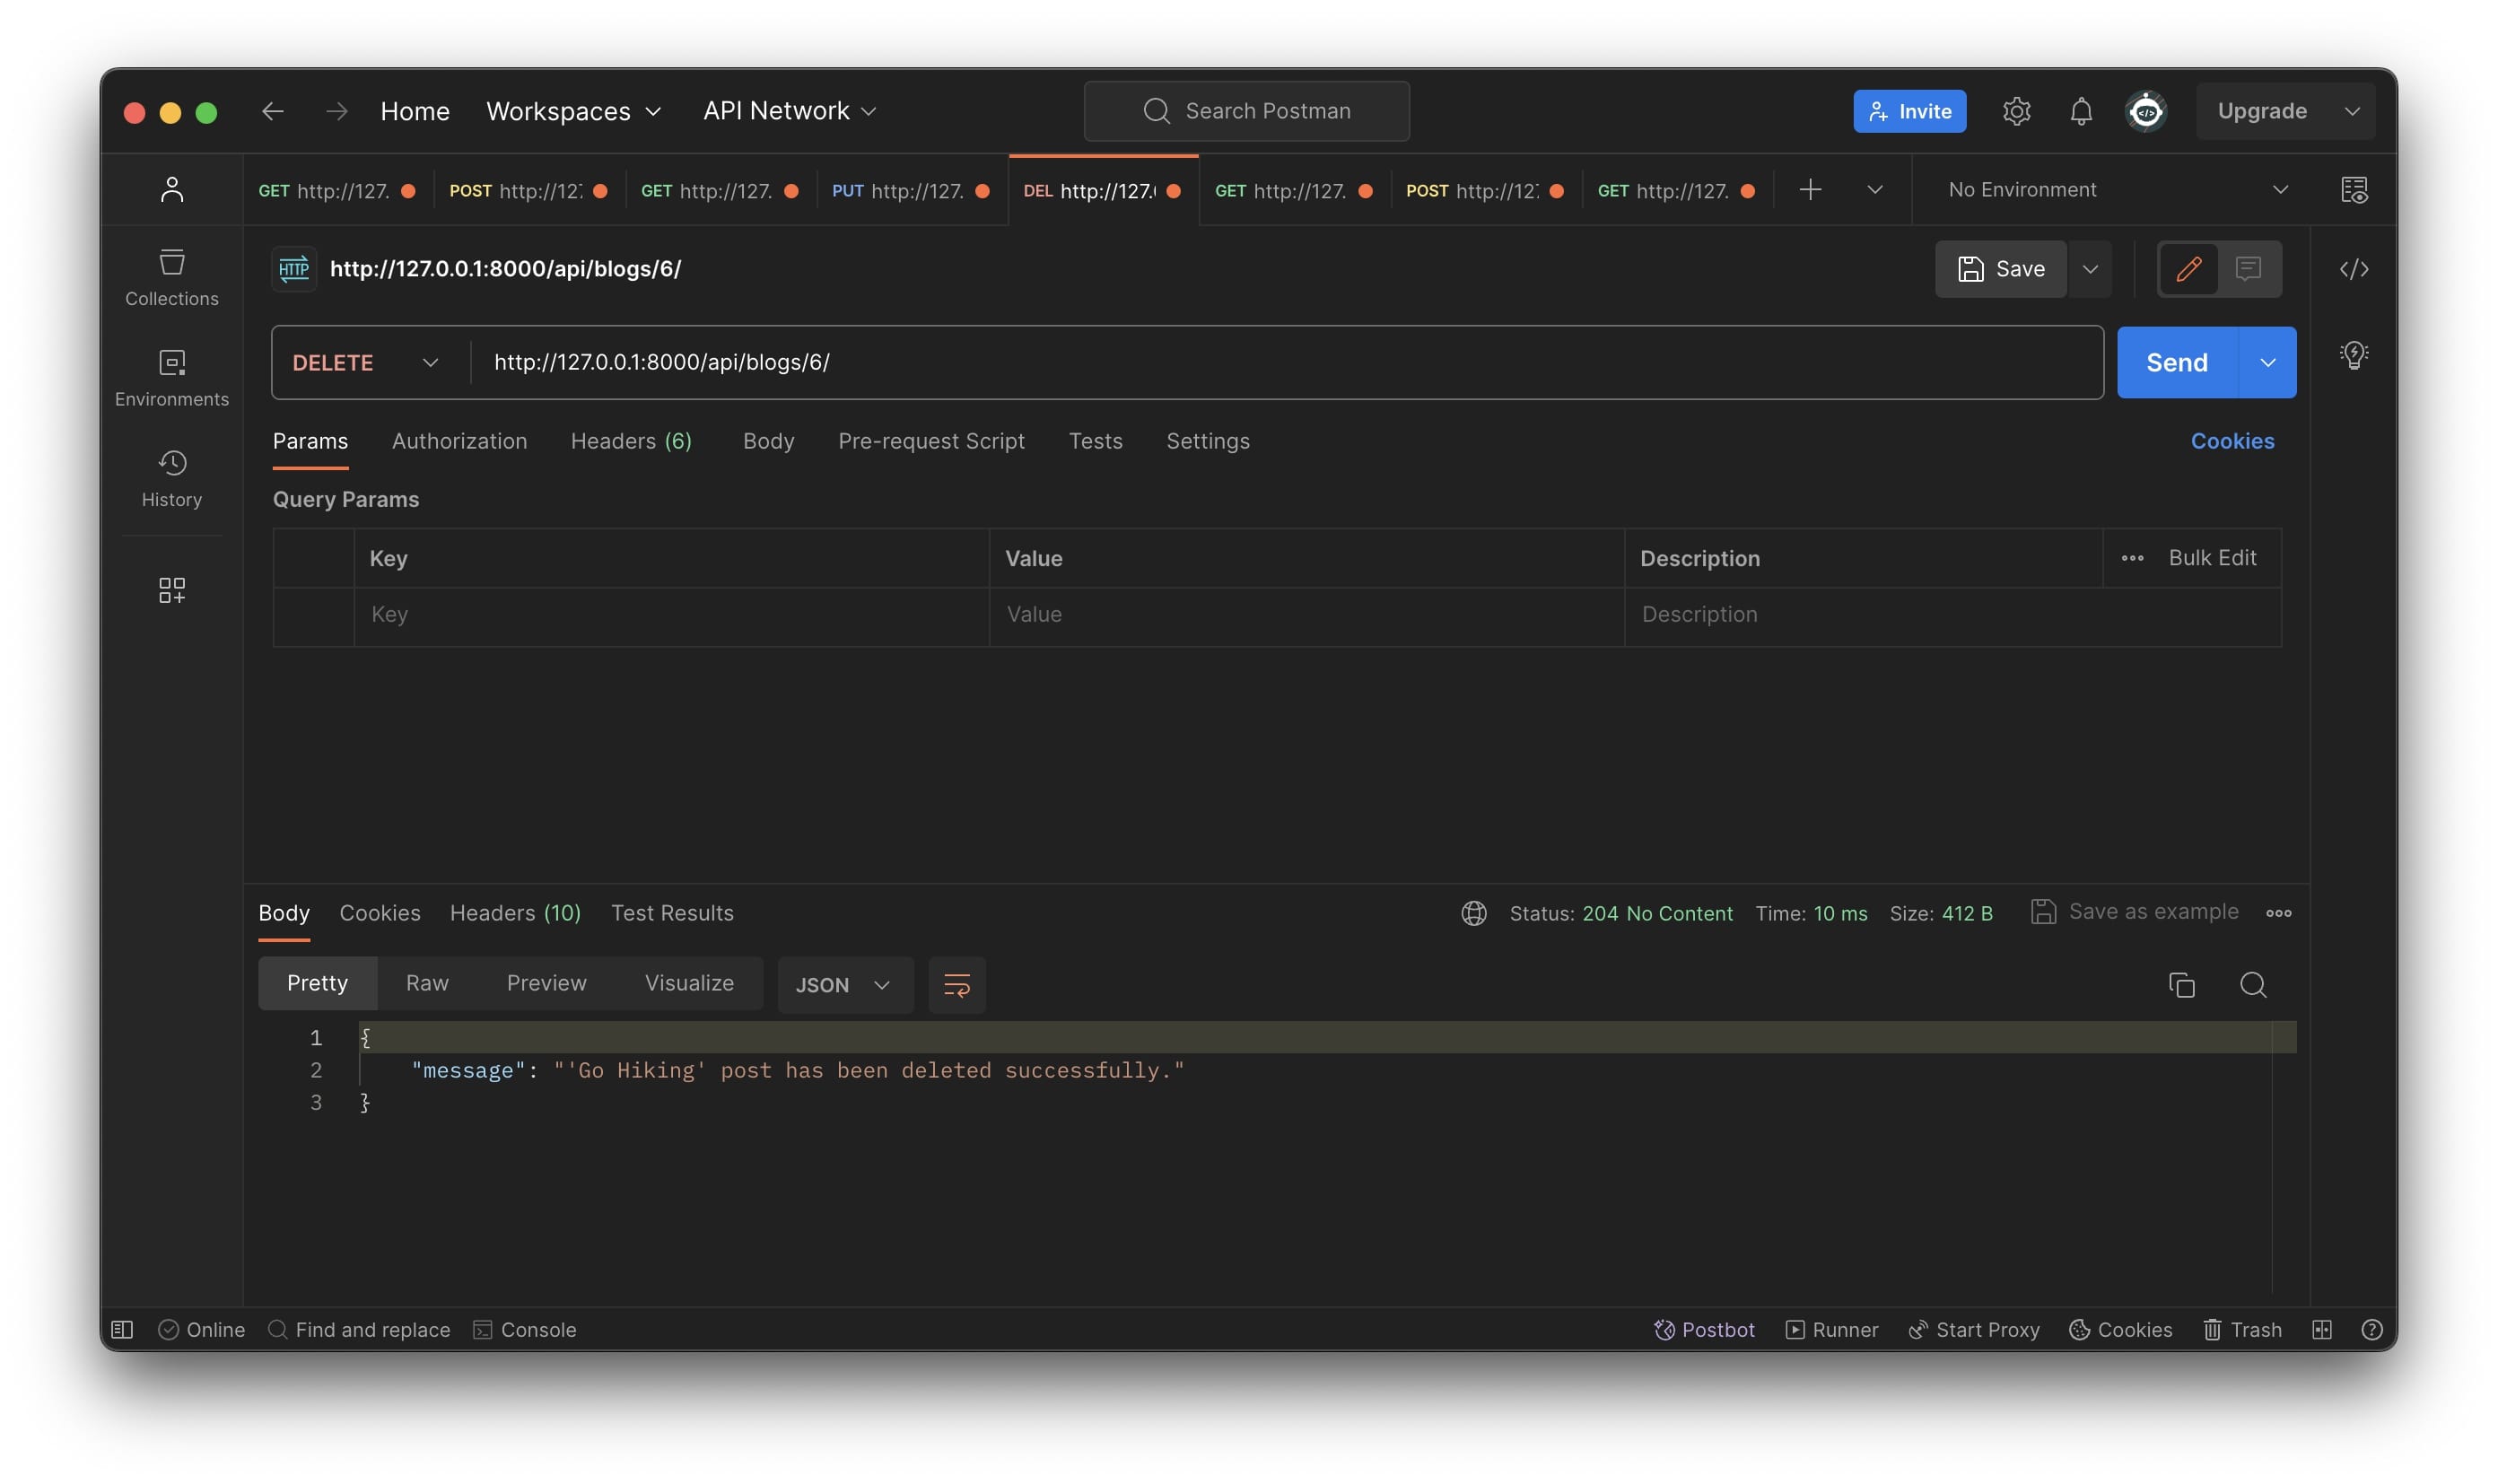 Home Workspaces API Network Search Postman Invite Upgrade
GET http://127. POST http://127 GET http://127. PUT http://127. DEL http://127.0 GET http://127. POST http://127 GET http://127. No Environment
HTTP http://127.0.0.1:8000/api/blogs/6/ Save
Collections
DELETE http://127.0.0.1:8000/api/blogs/6/ Send
Environments
Params Authorization Headers (6) Body Pre-request Script Tests Settings Cookies
History
Query Params
Key Value Description Bulk Edit
Key Value Description
Body Cookies Headers (10) Test Results Status: 204 No Content Time: 10 ms Size: 412 B Save as example
Pretty Raw Preview Visualize JSON
1 {
2 "message": "'Go Hiking' post has been deleted successfully."
3 }
Online Find and replace Console Postbot Runner Start Proxy Cookies Trash